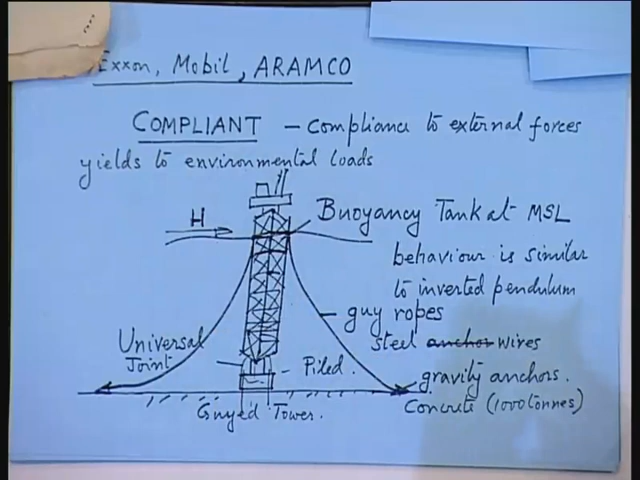 Exxon, Mobil, ARAMCO
COMPLIANT — Compliance to external forces
yields to environmental loads
H
Buoyancy Tank at MSL
behaviour is similar
to inverted pendulum
guy ropes
steel anchor wires
Universal
Joint
Piled.
gravity anchors.
Concrete (1000 tonnes)
Guyed Tower.